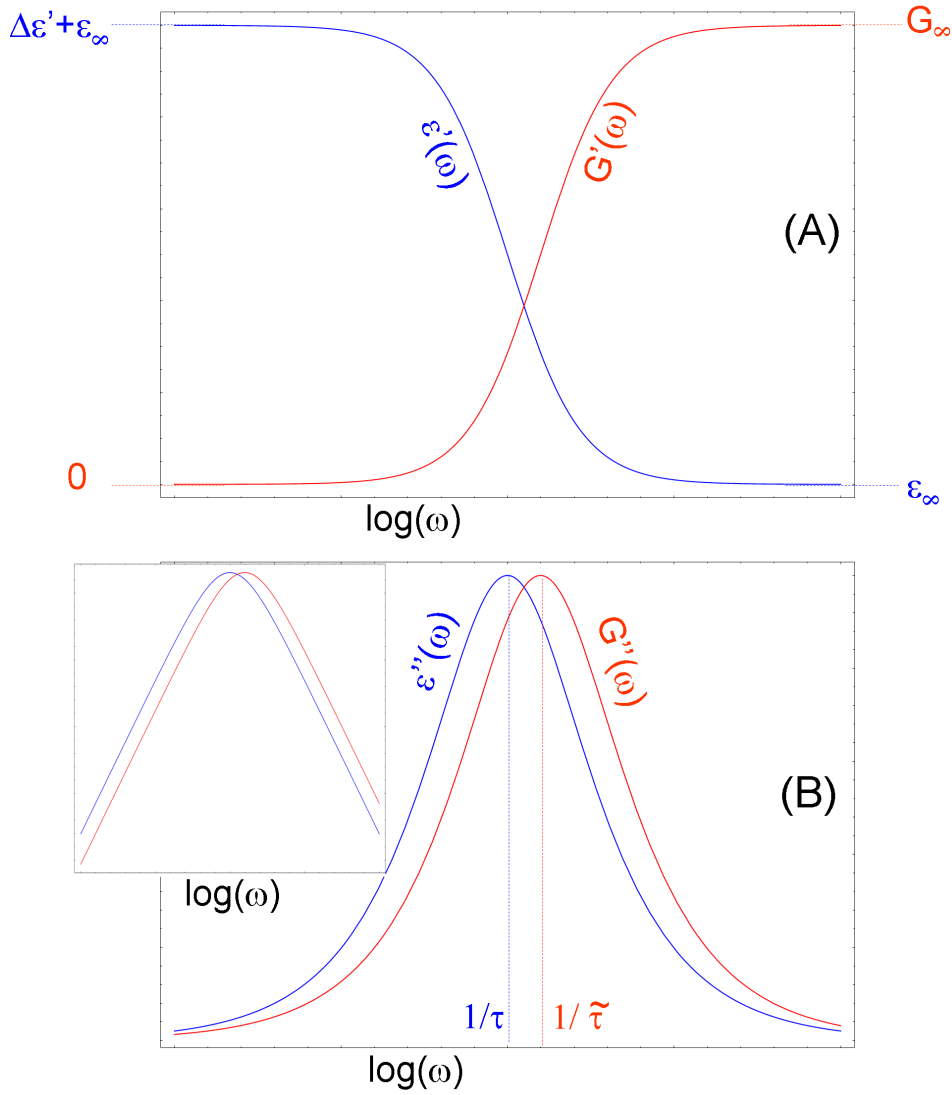 Δε’+ε∞
G∞
ε’(ω)
G’(ω)
(A)
0
ε∞
log(ω)
ε’’(ω)
G’’(ω)
(B)
log(ω)
1/τ
1/ τ̃
log(ω)